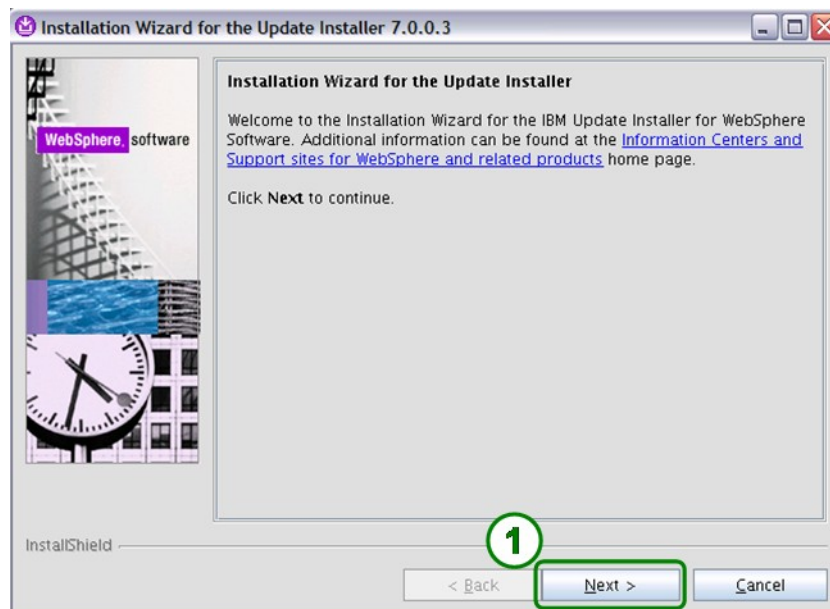 Installation Wizard for the Update Installer 7.0.0.3
WebSphere. software
Installation Wizard for the Update Installer
Welcome to the Installation Wizard for the IBM Update Installer for WebSphere
Software. Additional information can be found at the Information Centers and
Support sites for WebSphere and related products home page.
Click Next to continue.
InstallShield
1
< Back
Next >
Cancel